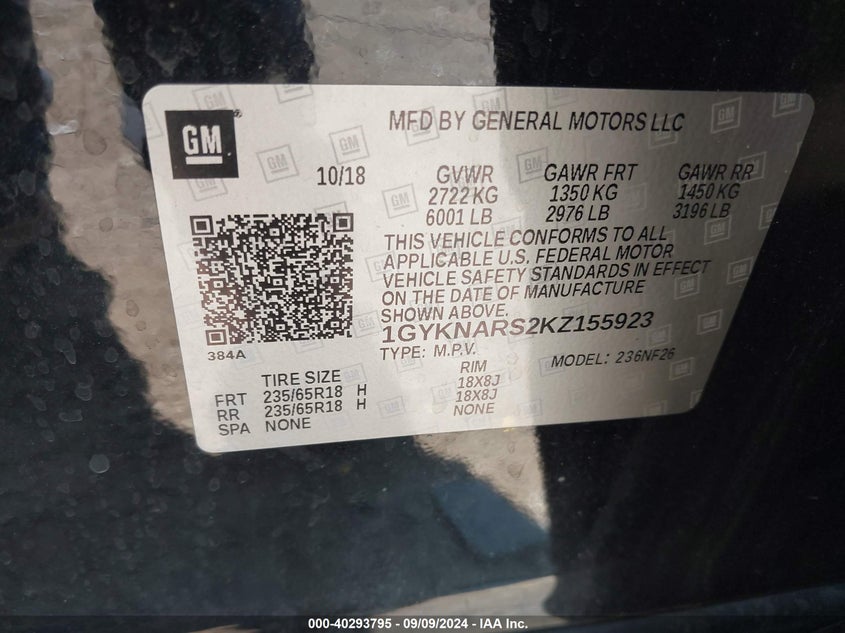 GM
MFD BY GENERAL MOTORS LLC
10/18
GVWR GAWR FRT GAWR RR
2722 KG 1350 KG 1450 KG
6001 LB 2976 LB 3196 LB
THIS VEHICLE CONFORMS TO ALL
APPLICABLE U.S. FEDERAL MOTOR
VEHICLE SAFETY STANDARDS IN EFFECT
ON THE DATE OF MANUFACTURE
SHOWN ABOVE.
1GYKNARS2KZ155923
384A
TYPE: M.P.V. MODEL: 236NF26
TIRE SIZE RIM
FRT 235/65R18 H 18X8J
RR 235/65R18 H 18X8J
SPA NONE NONE
000-40293795 - 09/09/2024 - IAA Inc.